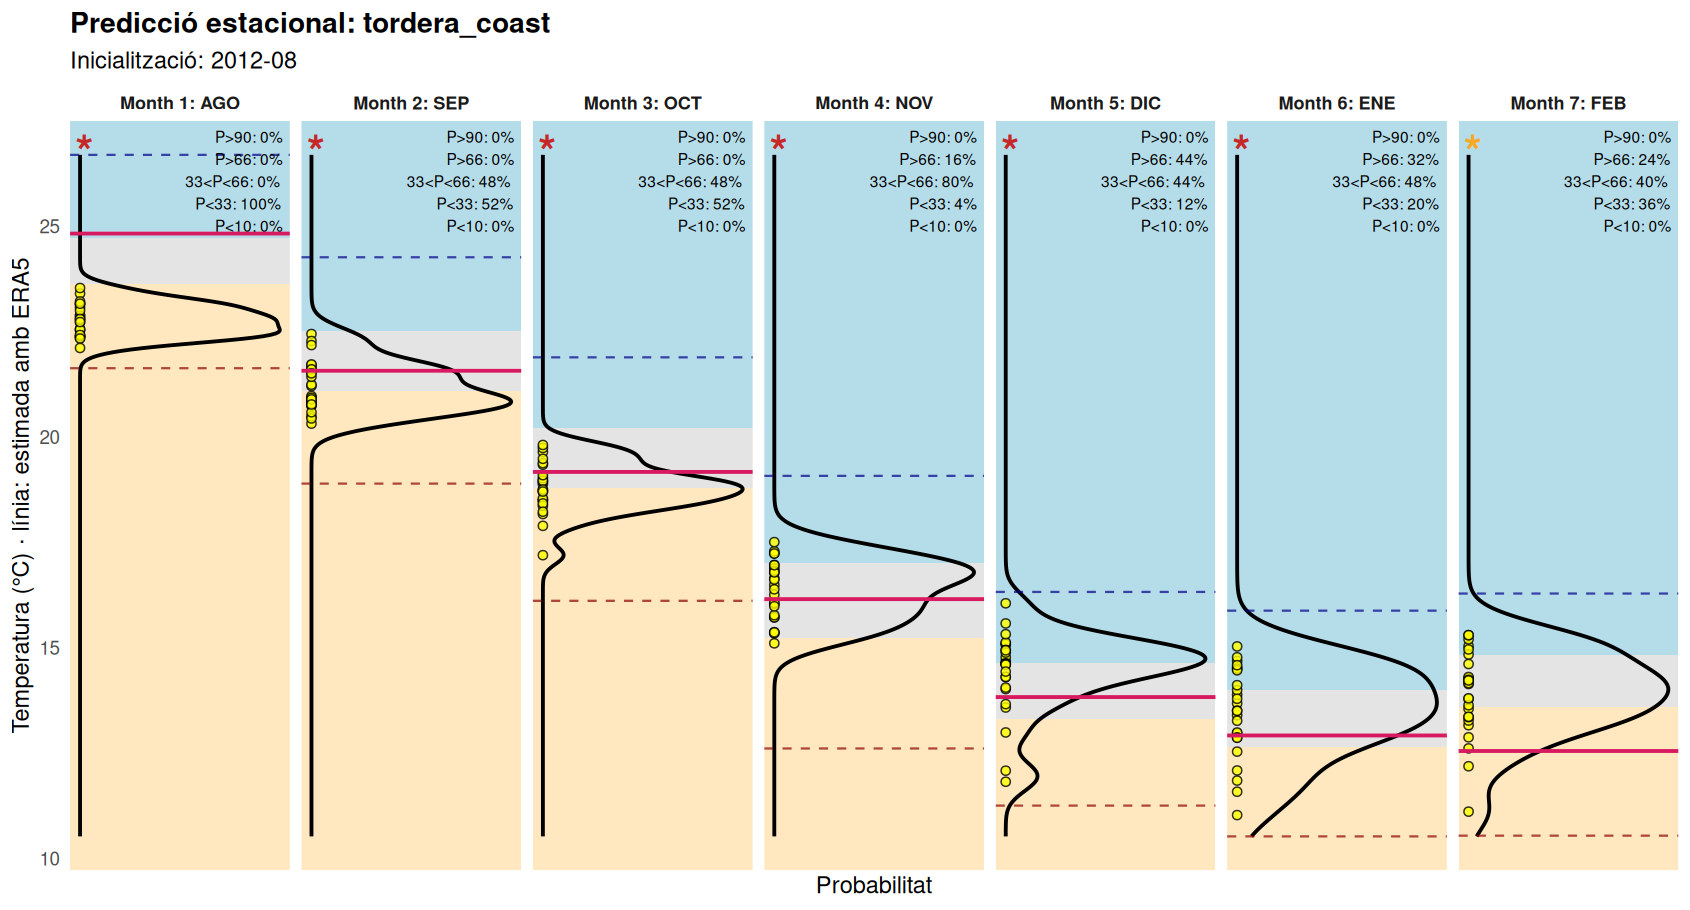 Predicció estacional: tordera_coast
Inicialització: 2012-08
Month 1: AGO
P>90: 0%
P>66: 0%
33<P<66: 0%
P<33: 100%
P<10: 0%
Month 2: SEP
P>90: 0%
P>66: 0%
33<P<66: 48%
P<33: 52%
P<10: 0%
Month 3: OCT
P>90: 0%
P>66: 0%
33<P<66: 48%
P<33: 52%
P<10: 0%
Month 4: NOV
P>90: 0%
P>66: 16%
33<P<66: 80%
P<33: 4%
P<10: 0%
Month 5: DIC
P>90: 0%
P>66: 44%
33<P<66: 44%
P<33: 12%
P<10: 0%
Month 6: ENE
P>90: 0%
P>66: 32%
33<P<66: 48%
P<33: 20%
P<10: 0%
Month 7: FEB
P>90: 0%
P>66: 24%
33<P<66: 40%
P<33: 36%
P<10: 0%
Temperatura (°C) · línia: estimada amb ERA5
25
20
15
10
Probabilitat